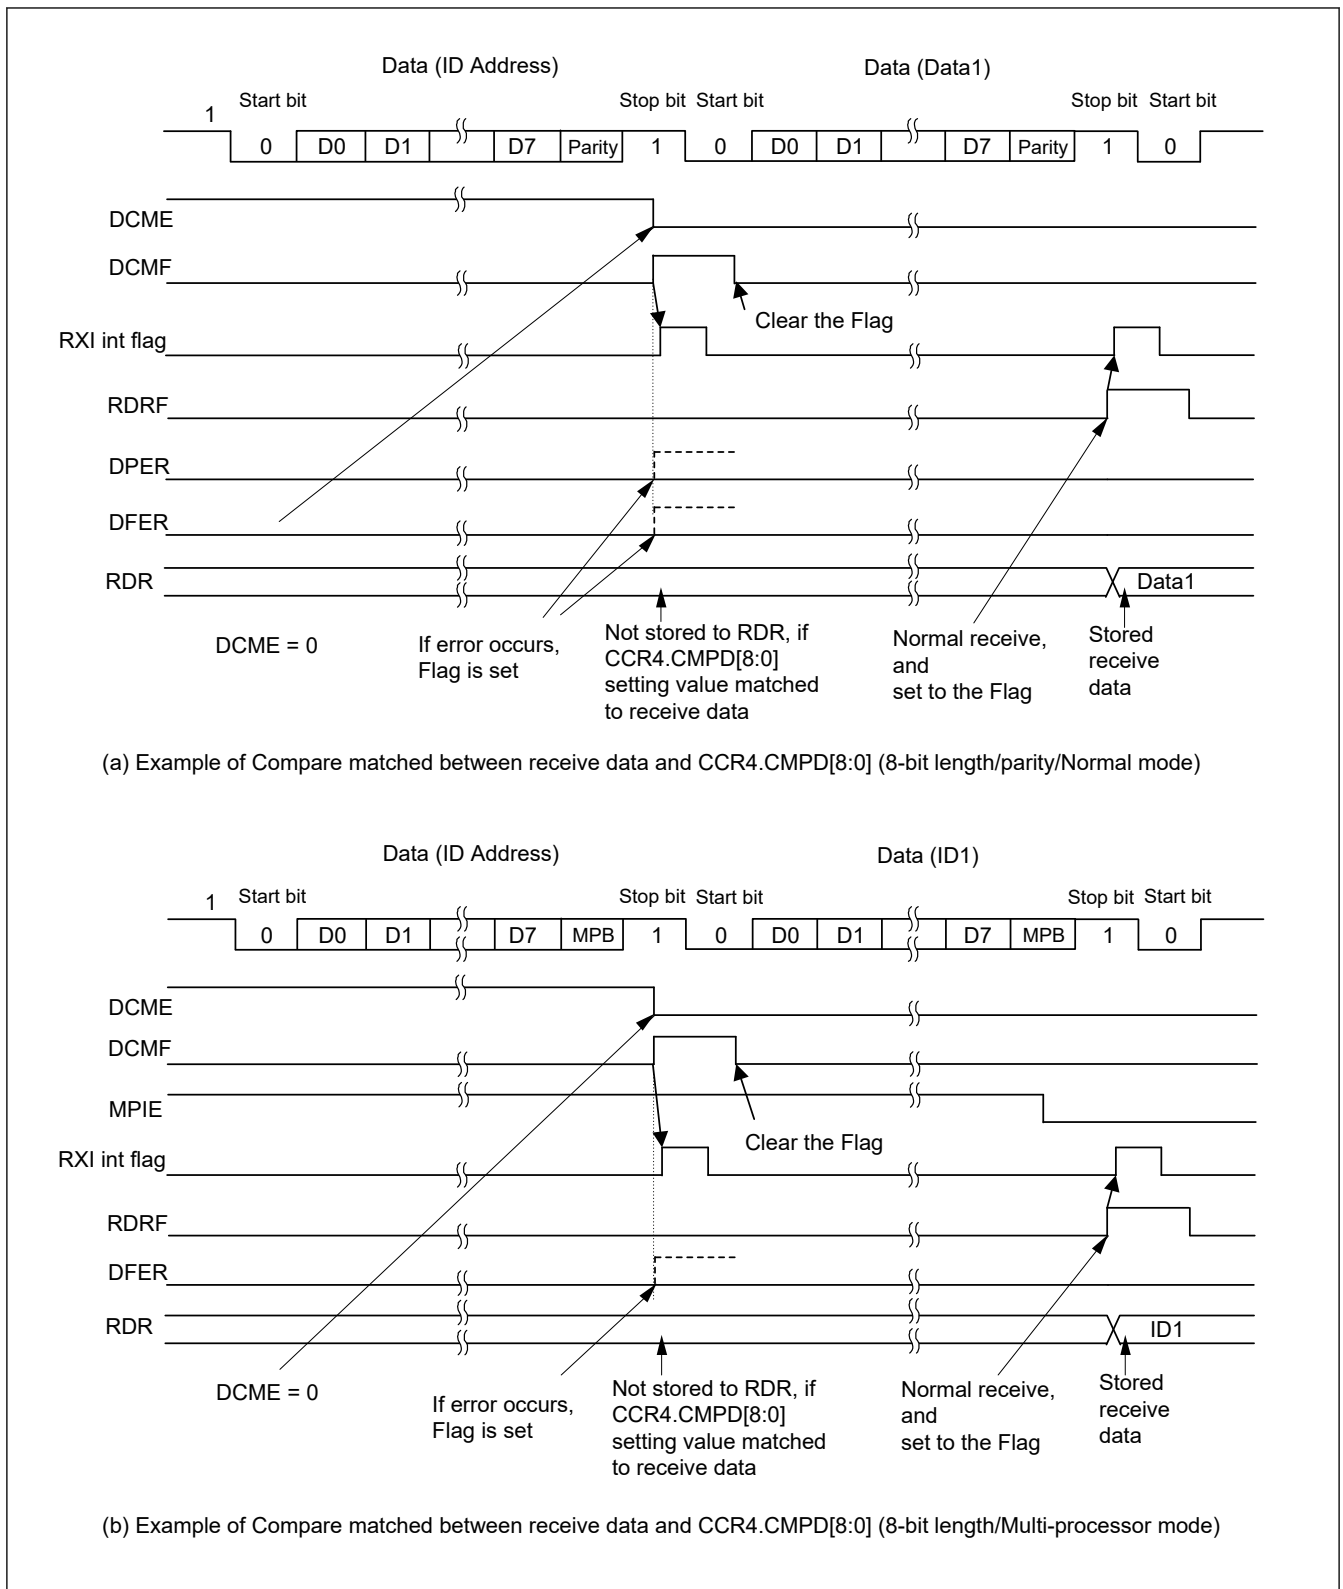 Data (ID Address) Data (Data1)
1 Start bit Stop bit Start bit Stop bit Start bit
0 D0 D1 D7 Parity 1 0 D0 D1 D7 Parity 1 0
DCME
DCMF
Clear the Flag
RXI int flag
RDRF
DPER
DFER
RDR Data1
DCME = 0
If error occurs,
Flag is set
Not stored to RDR, if
CCR4.CMPD[8:0]
setting value matched
to receive data
Normal receive,
and
set to the Flag
Stored
receive
data
(a) Example of Compare matched between receive data and CCR4.CMPD[8:0] (8-bit length/parity/Normal mode)
Data (ID Address) Data (ID1)
1 Start bit Stop bit Start bit Stop bit Start bit
0 D0 D1 D7 MPB 1 0 D0 D1 D7 MPB 1 0
DCME
DCMF
MPIE
Clear the Flag
RXI int flag
RDRF
DFER
RDR ID1
DCME = 0
If error occurs,
Flag is set
Not stored to RDR, if
CCR4.CMPD[8:0]
setting value matched
to receive data
Normal receive,
and
set to the Flag
Stored
receive
data
(b) Example of Compare matched between receive data and CCR4.CMPD[8:0] (8-bit length/Multi-processor mode)